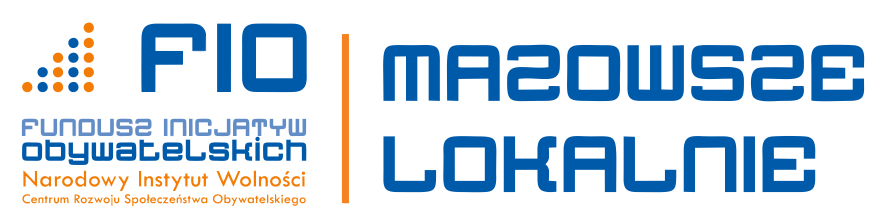 FIO
FUNDUSZ INICJATYW
obywatelskich
Narodowy Instytut Wolności
Centrum Rozwoju Społeczeństwa Obywatelskiego
MAZOWSZE
LOKALNIE